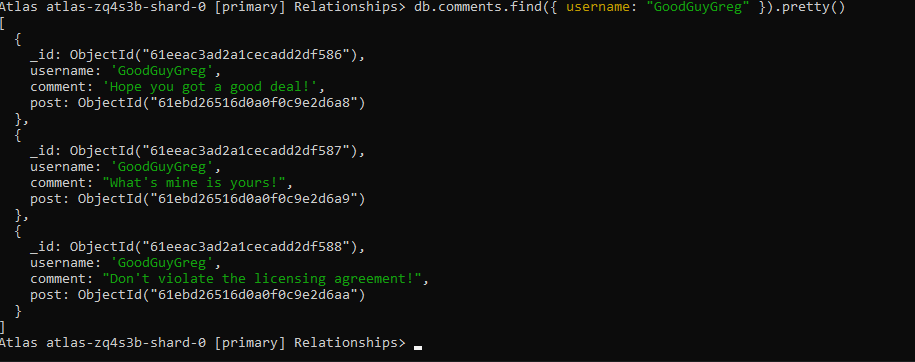 Atlas atlas-zq4s3b-shard-0 [primary] Relationships> db.comments.find({ username: "GoodGuyGreg" }).pretty()
[
  {
    _id: ObjectId("61eeac3ad2a1cecadd2df586"),
    username: 'GoodGuyGreg',
    comment: 'Hope you got a good deal!',
    post: ObjectId("61ebd26516d0a0f0c9e2d6a8")
  },
  {
    _id: ObjectId("61eeac3ad2a1cecadd2df587"),
    username: 'GoodGuyGreg',
    comment: "What's mine is yours!",
    post: ObjectId("61ebd26516d0a0f0c9e2d6a9")
  },
  {
    _id: ObjectId("61eeac3ad2a1cecadd2df588"),
    username: 'GoodGuyGreg',
    comment: "Don't violate the licensing agreement!",
    post: ObjectId("61ebd26516d0a0f0c9e2d6aa")
  }
]
Atlas atlas-zq4s3b-shard-0 [primary] Relationships>